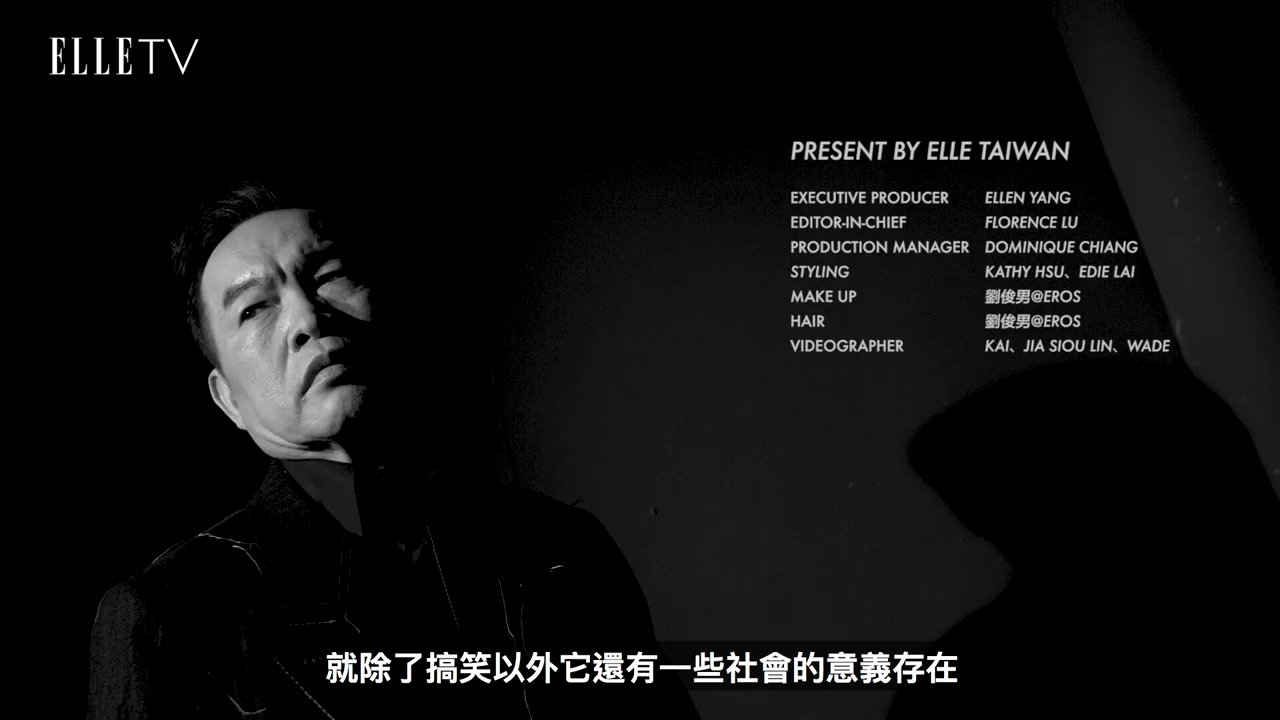 ELLE TV
PRESENT BY ELLE TAIWAN
EXECUTIVE PRODUCER ELLEN YANG
EDITOR-IN-CHIEF FLORENCE LU
PRODUCTION MANAGER DOMINIQUE CHIANG
STYLING KATHY HSU、EDIE LAI
MAKE UP 劉俊男@EROS
HAIR 劉俊男@EROS
VIDEOGRAPHER KAI、JIA SIOU LIN、WADE
就除了搞笑以外它還有一些社會的意義存在